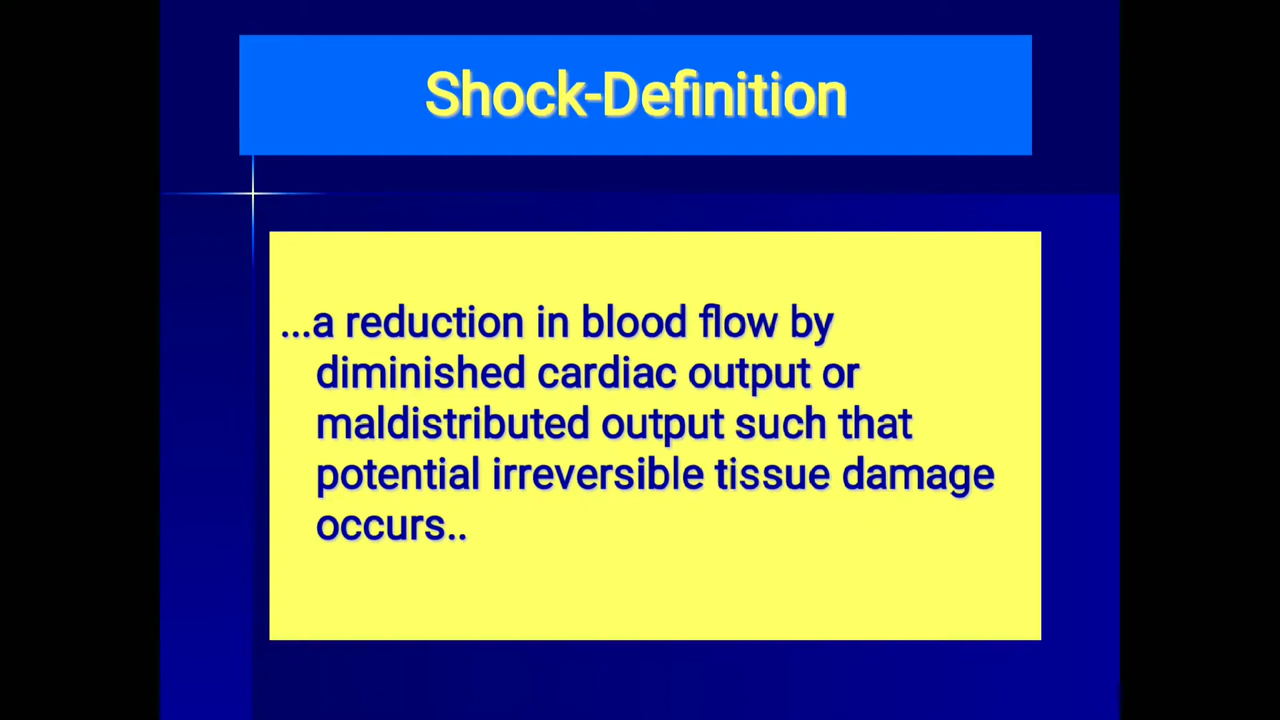 Shock-Definition
...a reduction in blood flow by
diminished cardiac output or
maldistributed output such that
potential irreversible tissue damage
occurs..